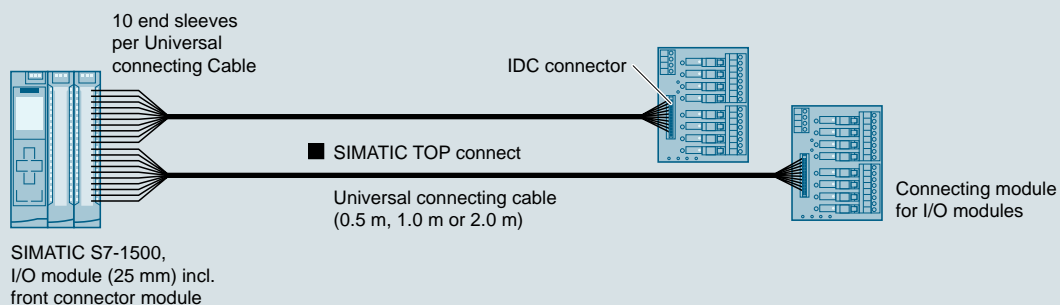 10 end sleeves
per Universal
connecting Cable
IDC connector
SIMATIC TOP connect
Universal connecting cable
(0.5 m, 1.0 m or 2.0 m)
Connecting module
for I/O modules
SIMATIC S7-1500,
I/O module (25 mm) incl.
front connector module